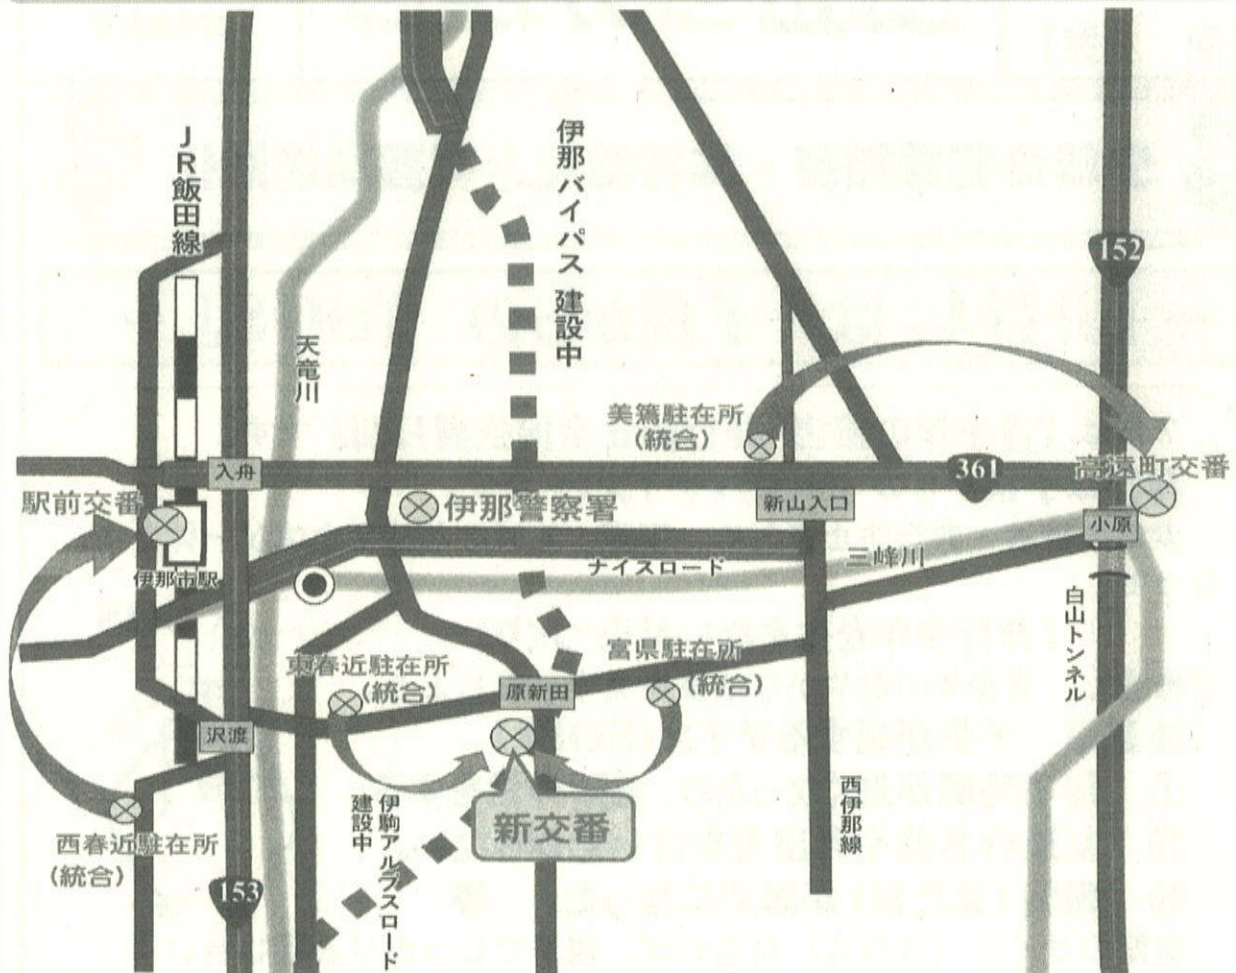 JR飯田線
天竜川
伊那バイパス 建設中
152
美篶駐在所
(統合)
入舟
361
高遠町交番
駅前交番
伊那警察署
新山入口
小原
伊那市駅
ナイスロード
三峰川
白山トンネル
東春近駐在所
(統合)
富県駐在所
(統合)
原新田
沢渡
西春近駐在所
(統合)
153
伊駒アルプスロード
建設中
新交番
西伊那線